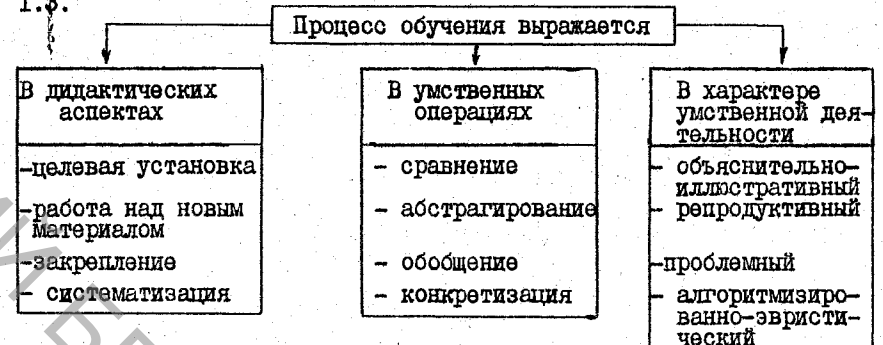 1.3.
Процесс обучения выражается
В дидактических
аспектах
-целевая установка
-работа над новым
материалом
-закрепление
- систематизация
В умственных
операциях
- сравнение
- абстрагирование
- обобщение
- конкретизация
В характере
умственной дея-
тельности
- объяснительно-
иллюстративный
- репродуктивный
-проблемный
- алгоритмизиро-
ванно-эвристи-
ческий